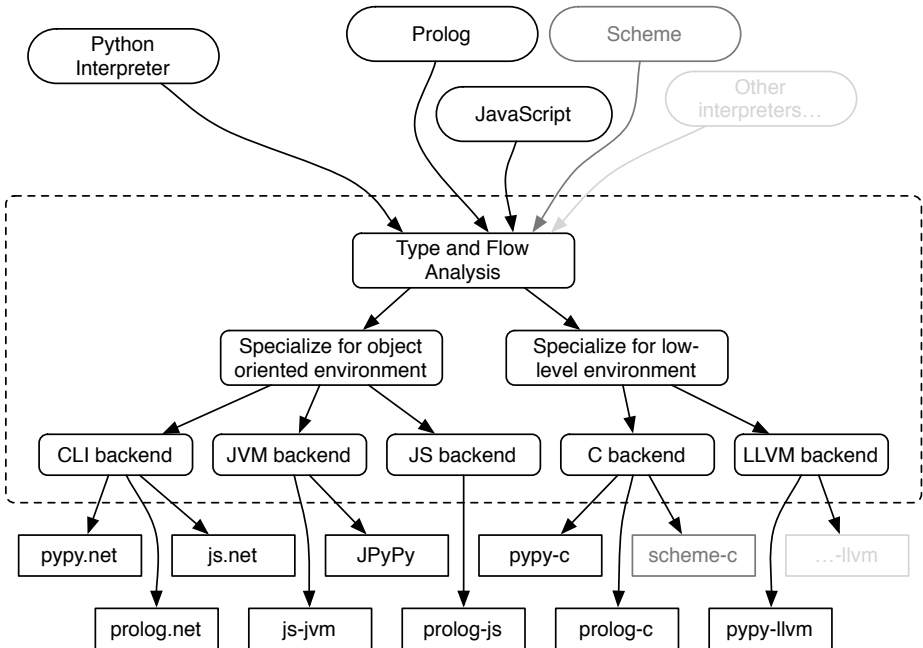 Python
Interpreter
Prolog
Scheme
JavaScript
Other
interpreters…
Type and Flow
Analysis
Specialize for object
oriented environment
Specialize for low-
level environment
CLI backend
JVM backend
JS backend
C backend
LLVM backend
pypy.net
js.net
JPyPy
pypy-c
scheme-c
…-llvm
prolog.net
js-jvm
prolog-js
prolog-c
pypy-llvm